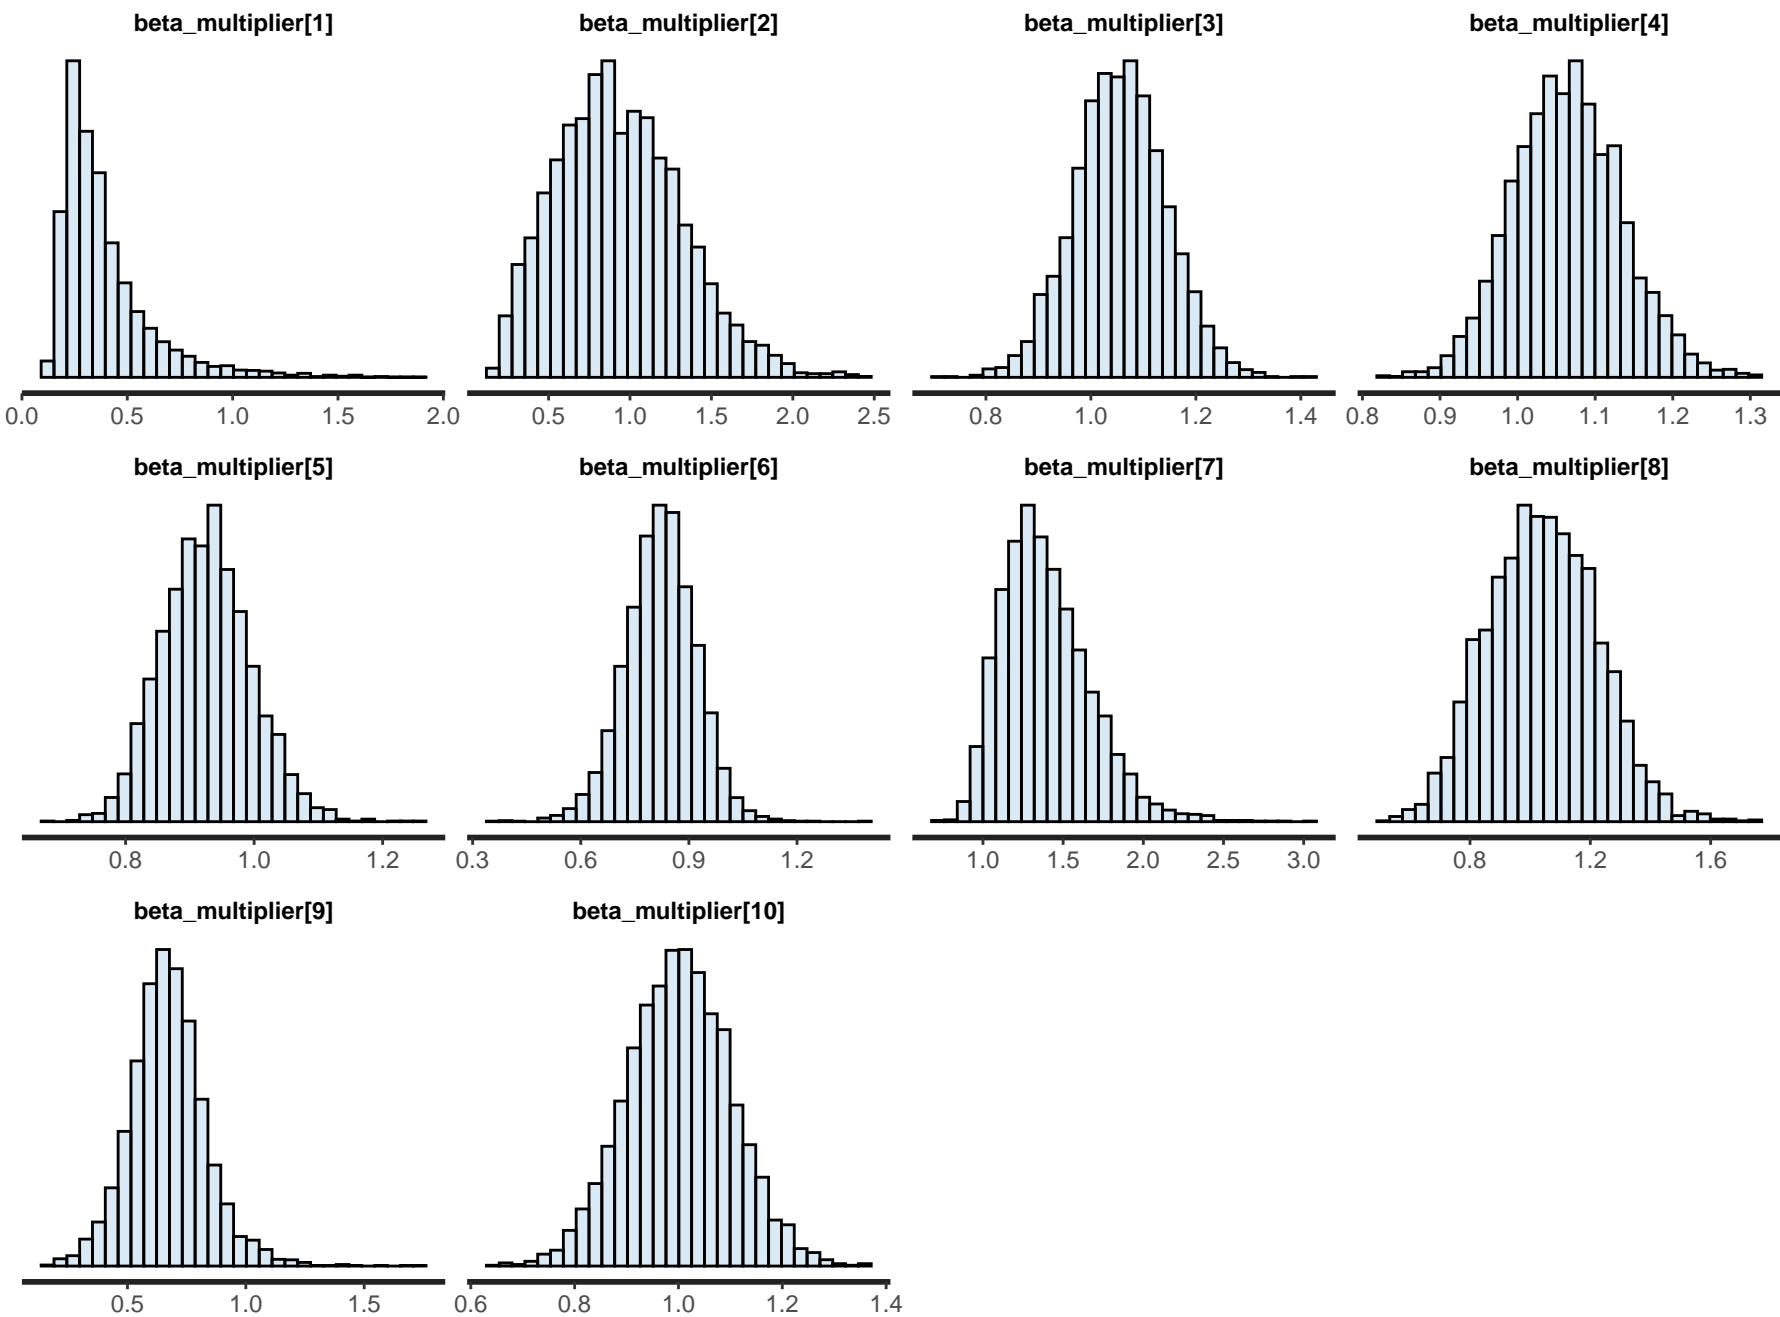 beta_multiplier[1] beta_multiplier[2] beta_multiplier[3] beta_multiplier[4]
0.0 0.5 1.0 1.5 2.0 0.5 1.0 1.5 2.0 2.5 0.8 1.0 1.2 1.4 0.8 0.9 1.0 1.1 1.2 1.3
beta_multiplier[5] beta_multiplier[6] beta_multiplier[7] beta_multiplier[8]
0.8 1.0 1.2 0.3 0.6 0.9 1.2 1.0 1.5 2.0 2.5 3.0 0.8 1.2 1.6
beta_multiplier[9] beta_multiplier[10]
0.5 1.0 1.5 0.6 0.8 1.0 1.2 1.4